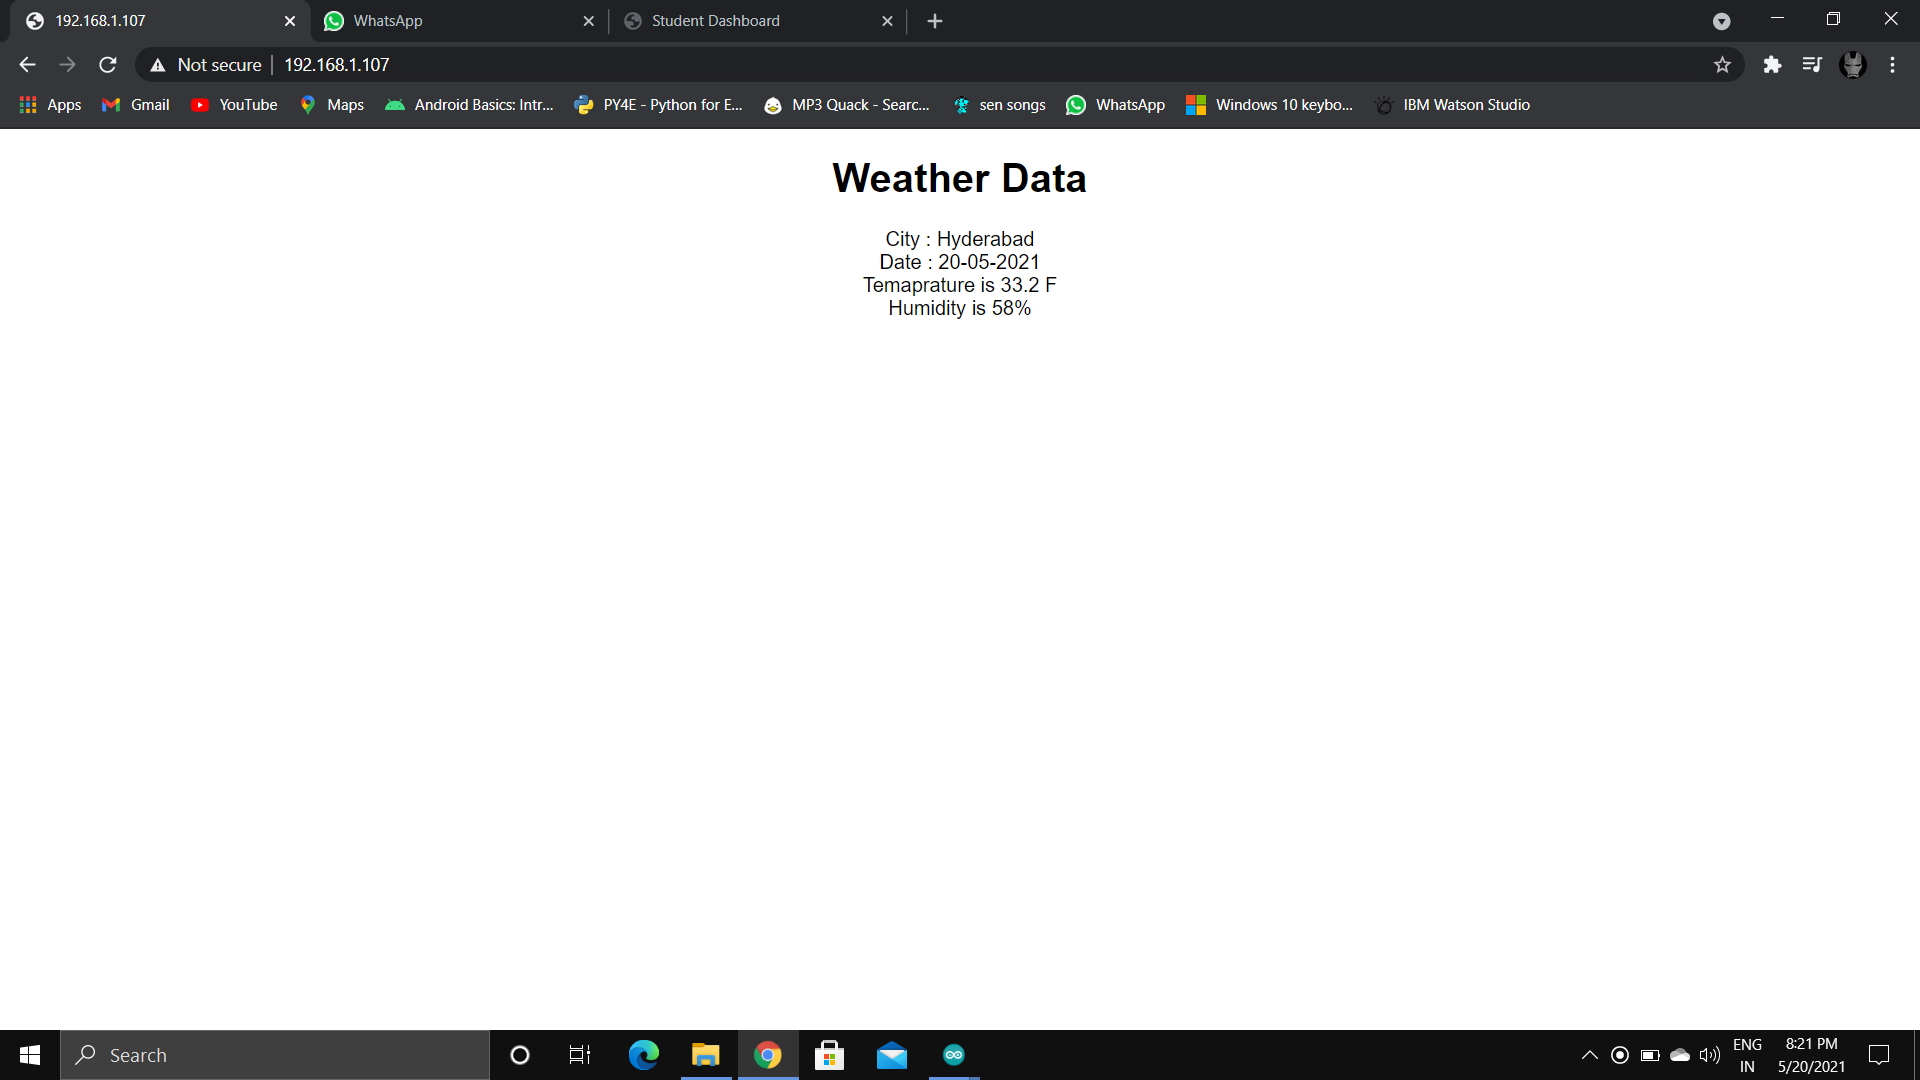 192.168.1.107
WhatsApp
Student Dashboard
Not secure
192.168.1.107
Apps
Gmail
YouTube
Maps
Android Basics: Intr...
PY4E - Python for E...
MP3 Quack - Searc...
sen songs
WhatsApp
Windows 10 keybo...
IBM Watson Studio
Weather Data
City : Hyderabad
Date : 20-05-2021
Temaprature is 33.2 F
Humidity is 58%
Search
ENG
IN
8:21 PM
5/20/2021